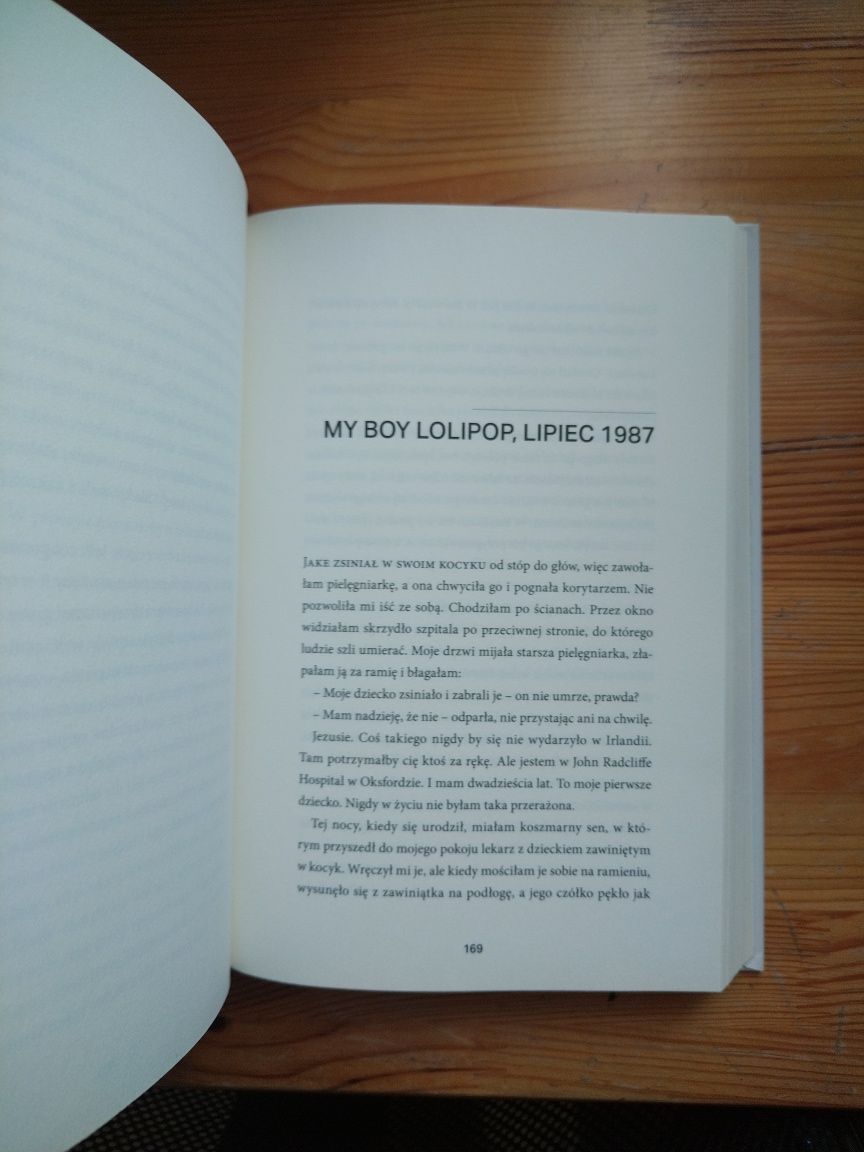 MY BOY LOLIPOP, LIPIEC 1987
JAKE ZSINIAŁ W SWOIM KOCYKU od stóp do głów, więc zawoła-
łam pielęgniarkę, a ona chwyciła go i pognała korytarzem. Nie
pozwoliła mi iść ze sobą. Chodziłam po ścianach. Przez okno
widziałam skrzydło szpitala po przeciwnej stronie, do którego
ludzie szli umierać. Moje drzwi mijała starsza pielęgniarka, zła-
pałam ją za ramię i błagałam:
– Moje dziecko zsiniało i zabrali je – on nie umrze, prawda?
– Mam nadzieję, że nie – odparła, nie przystając ani na chwilę.
Jezusie. Coś takiego nigdy by się nie wydarzyło w Irlandii.
Tam potrzymałby cię ktoś za rękę. Ale jestem w John Radcliffe
Hospital w Oksfordzie. I mam dwadzieścia lat. To moje pierwsze
dziecko. Nigdy w życiu nie byłam taka przerażona.
Tej nocy, kiedy się urodził, miałam koszmarny sen, w któ-
rym przyszedł do mojego pokoju lekarz z dzieckiem zawiniętym
w kocyk. Wręczył mi je, ale kiedy mościłam je sobie na ramieniu,
wysunęło się z zawiniątka na podłogę, a jego czółko pękło jak
169